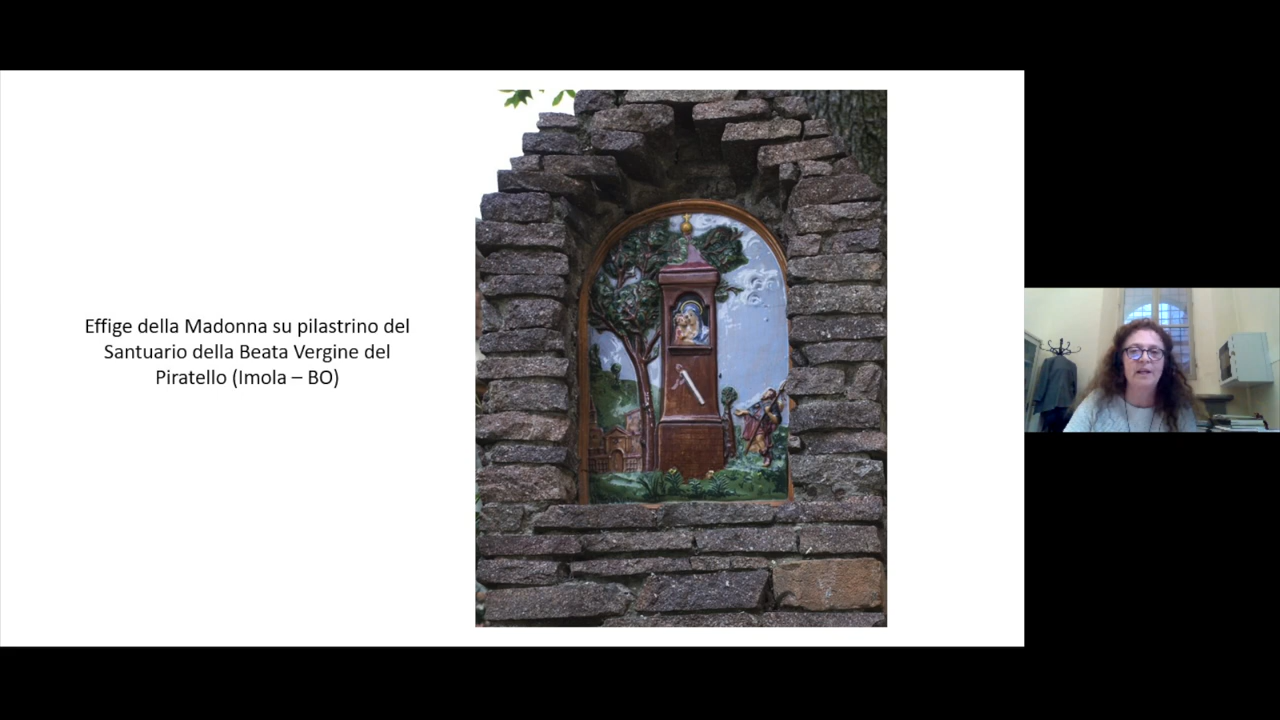 Effige della Madonna su pilastrino del
Santuario della Beata Vergine del
Piratello (Imola – BO)